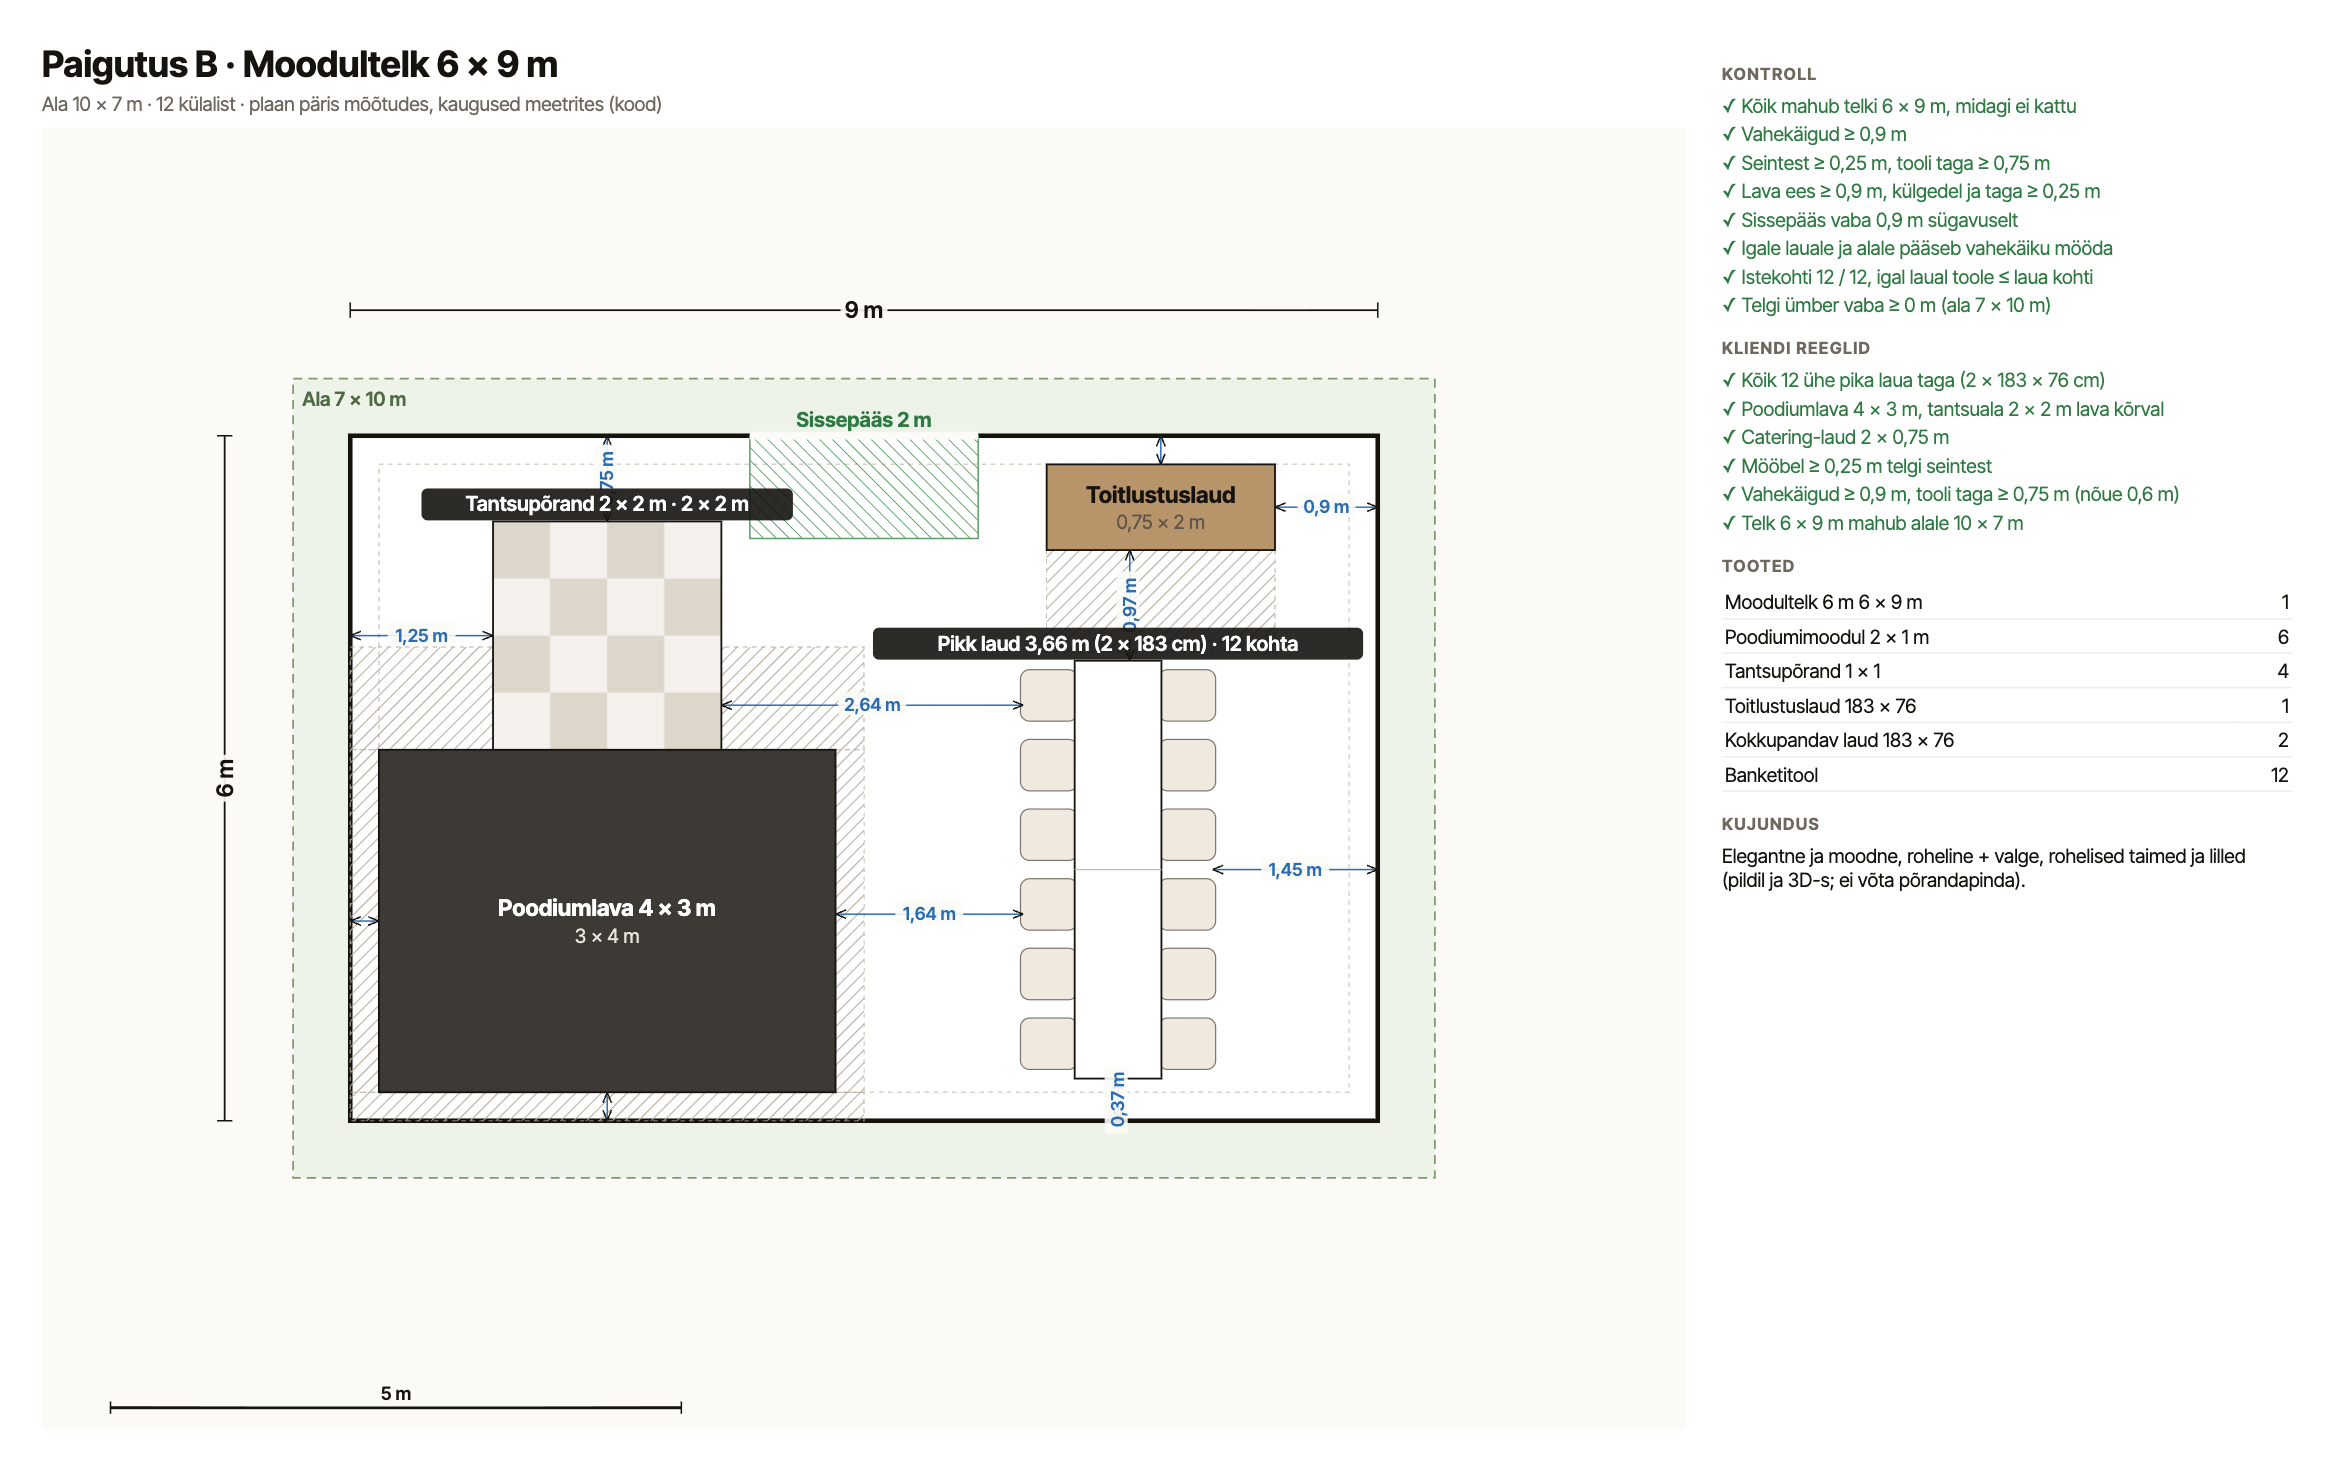 Paigutus B · Moodultelk 6 × 9 m
Ala 10 × 7 m · 12 külalist · plaan päris mõõtudes, kaugused meetrites (kood)
9 m
Ala 7 × 10 m
Sissepääs 2 m
75 m
Tantsupõrand 2 × 2 m · 2 × 2 m
Toitlustuslaud
0,75 × 2 m
0,9 m
0,97 m
1,25 m
Pikk laud 3,66 m (2 × 183 cm) · 12 kohta
2,64 m
6 m
1,45 m
Poodiumlava 4 × 3 m
3 × 4 m
1,64 m
0,37 m
5 m
KONTROLL
✓ Kõik mahub telki 6 × 9 m, midagi ei kattu
✓ Vahekäigud ≥ 0,9 m
✓ Seintest ≥ 0,25 m, tooli taga ≥ 0,75 m
✓ Lava ees ≥ 0,9 m, külgedel ja taga ≥ 0,25 m
✓ Sissepääs vaba 0,9 m sügavuselt
✓ Igale lauale ja alale pääseb vahekäiku mööda
✓ Istekohti 12 / 12, igal laual toole ≤ laua kohti
✓ Telgi ümber vaba ≥ 0 m (ala 7 × 10 m)
KLIENDI REEGLID
✓ Kõik 12 ühe pika laua taga (2 × 183 × 76 cm)
✓ Poodiumlava 4 × 3 m, tantsuala 2 × 2 m lava kõrval
✓ Catering-laud 2 × 0,75 m
✓ Mööbel ≥ 0,25 m telgi seintest
✓ Vahekäigud ≥ 0,9 m, tooli taga ≥ 0,75 m (nõue 0,6 m)
✓ Telk 6 × 9 m mahub alale 10 × 7 m
TOOTED
Moodultelk 6 m 6 × 9 m 1
Poodiumimoodul 2 × 1 m 6
Tantsupõrand 1 × 1 4
Toitlustuslaud 183 × 76 1
Kokkupandav laud 183 × 76 2
Banketitool 12
KUJUNDUS
Elegantne ja moodne, roheline + valge, rohelised taimed ja lilled
(pildil ja 3D-s; ei võta põrandapinda).